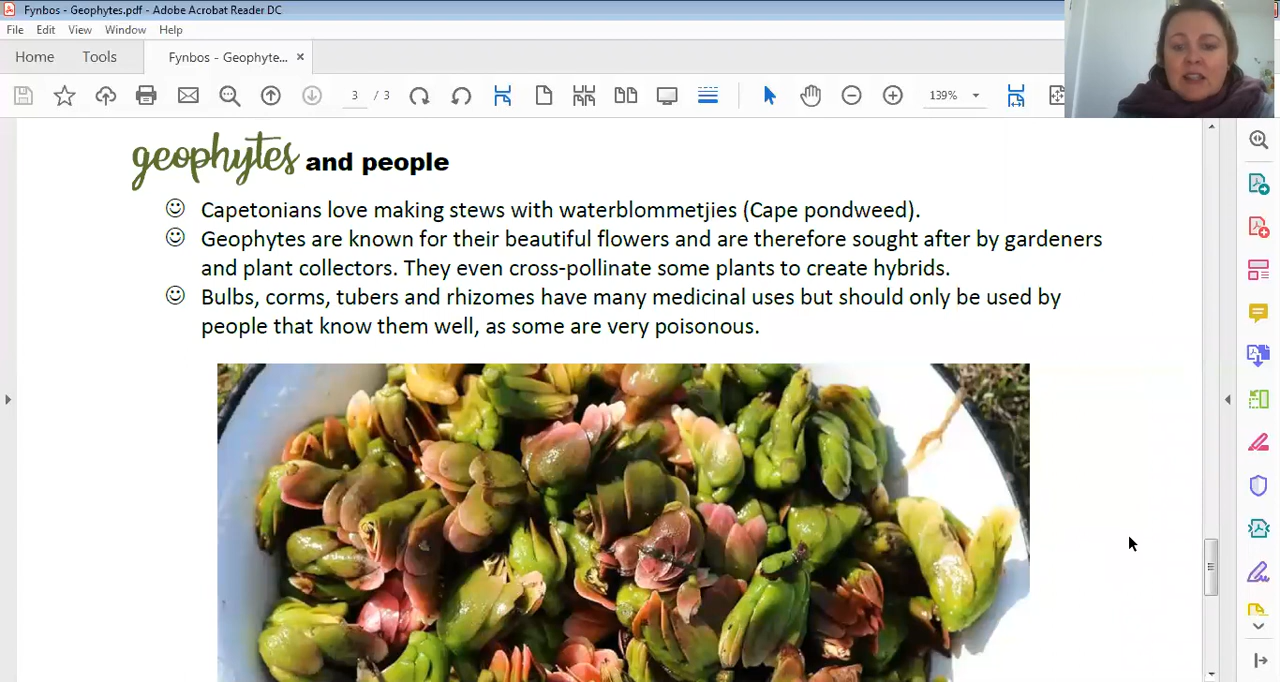 Fynbos - Geophytes.pdf - Adobe Acrobat Reader DC
File Edit View Window Help
Home Tools Fynbos - Geophyte... ×
3 / 3 139%
geophytes and people
Capetonians love making stews with waterblommetjies (Cape pondweed).
Geophytes are known for their beautiful flowers and are therefore sought after by gardeners
and plant collectors. They even cross-pollinate some plants to create hybrids.
Bulbs, corms, tubers and rhizomes have many medicinal uses but should only be used by
people that know them well, as some are very poisonous.